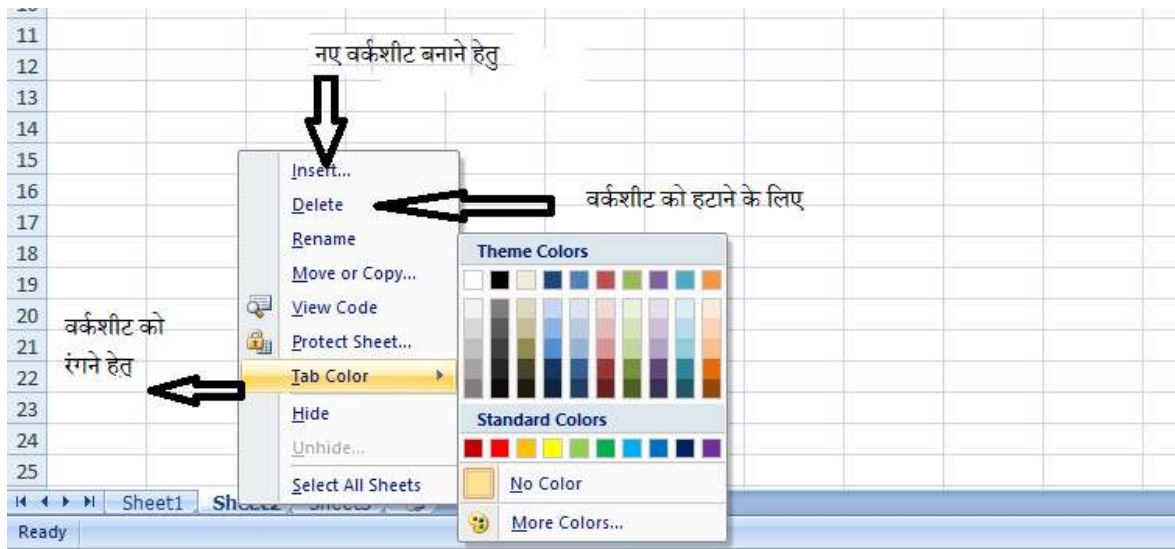 11
नए वर्कशीट बनाने हेतु
12
13
14
15
Insert...
16
Delete
वर्कशीट को हटाने के लिए
17
Rename
18
Theme Colors
Move or Copy...
19
20
वर्कशीट को
View Code
21
रंगने हेतु
Protect Sheet...
22
Tab Color
23
Hide
Standard Colors
24
Unhide...
25
Select All Sheets
No Color
Sheet1
Sheet2
Sheet3
More Colors...
Ready